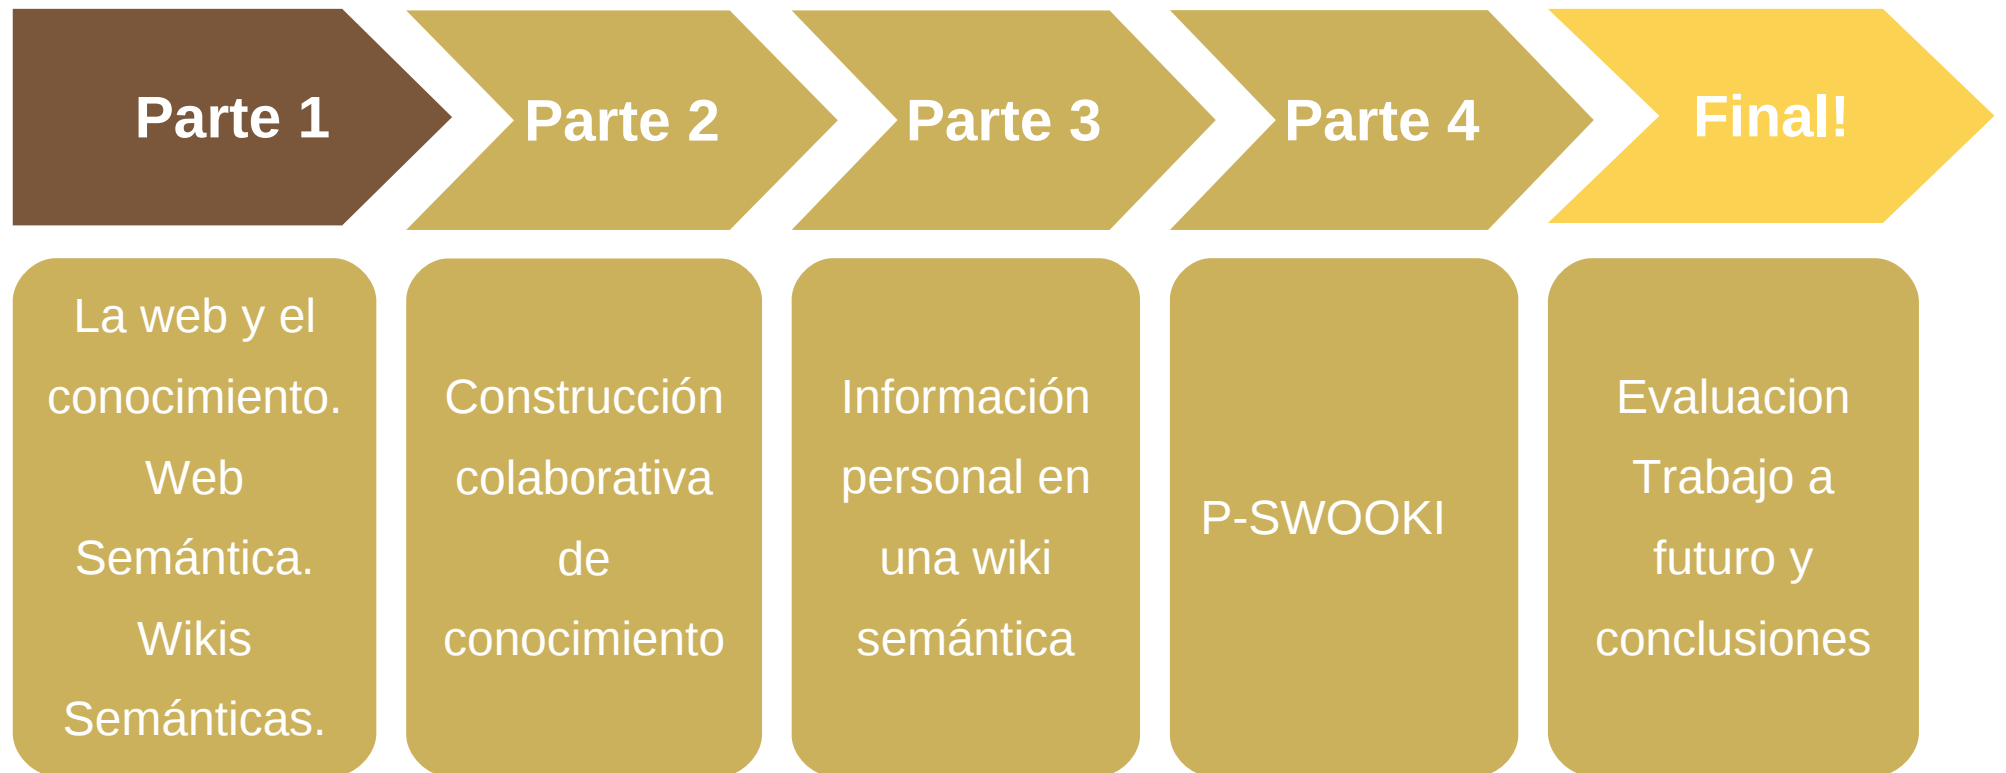 Parte 1
Parte 2
Parte 3
Parte 4
Final!
La web y el
conocimiento.
Web
Semántica.
Wikis
Semánticas.
Construcción
colaborativa
de
conocimiento
Información
personal en
una wiki
semántica
P-SWOOKI
Evaluacion
Trabajo a
futuro y
conclusiones